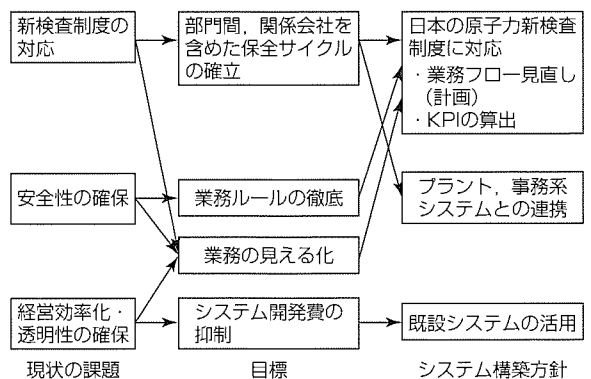 新検査制度の
対応
部門間，関係会社を
含めた保全サイクル
の確立
日本の原子力新検査
制度に対応
・業務フロー見直し
（計画）
・KPIの算出
安全性の確保
業務ルールの徹底
プラント，事務系
システムとの連携
業務の見える化
経営効率化・
透明性の確保
システム開発費の
抑制
既設システムの活用
現状の課題
目標
システム構築方針